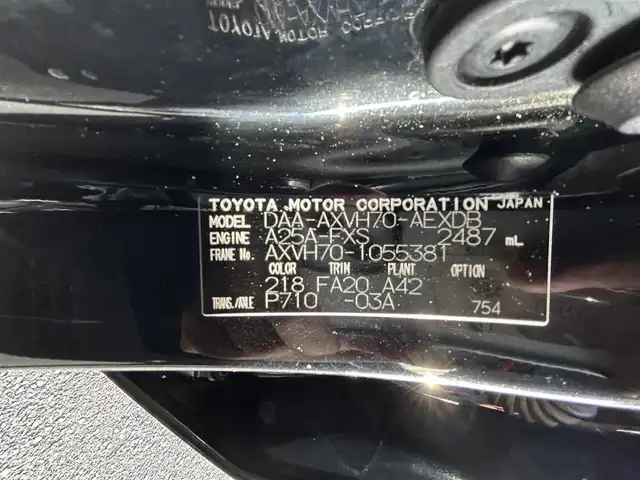 TOYOTA MOTOR CORPORATION JAPAN
MODEL DAA-AXVH70-AEXDB
ENGINE A25A-FXS 2487 mL
FRAME No. AXVH70-1055381
COLOR TRIM PLANT OPTION
218 FA20 A42
TRANS./AXLE P710 -03A 754